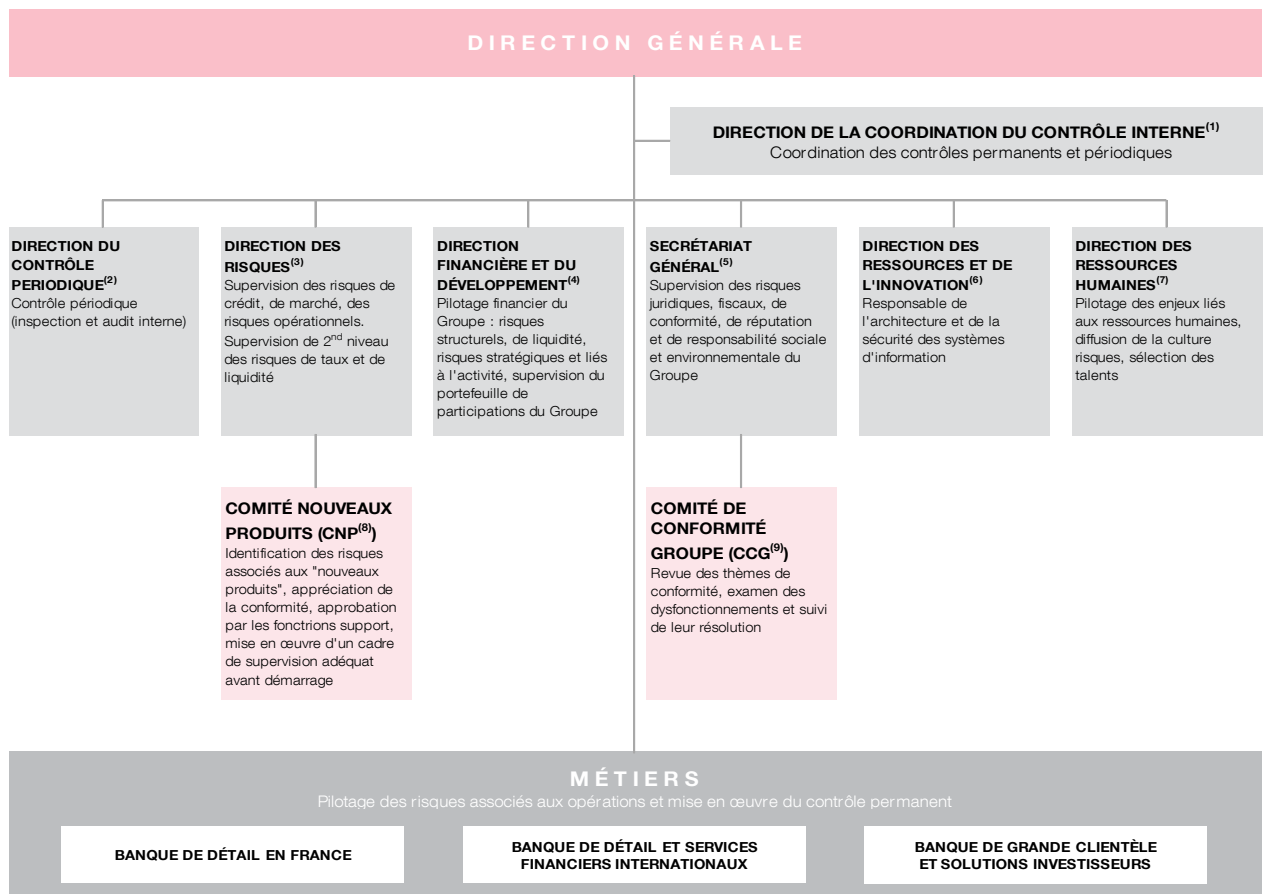 DIRECTION GÉNÉRALE
DIRECTION DE LA COORDINATION DU CONTRÔLE INTERNE(1)
Coordination des contrôles permanents et périodiques
DIRECTION DU
CONTRÔLE
PERIODIQUE(2)
Contrôle périodique
(inspection et audit interne)
DIRECTION DES
RISQUES(3)
Supervision des risques de
crédit, de marché, des
risques opérationnels.
Supervision de 2nd niveau
des risques de taux et de
liquidité
DIRECTION
FINANCIÈRE ET DU
DÉVELOPPEMENT(4)
Pilotage financier du
Groupe : risques
structurels, de liquidité,
risques stratégiques et liés
à l'activité, supervision du
portefeuille de
participations du Groupe
SECRÉTARIAT
GÉNÉRAL(5)
Supervision des risques
juridiques, fiscaux, de
conformité, de réputation
et de responsabilité sociale
et environnementale du
Groupe
DIRECTION DES
RESSOURCES ET DE
L'INNOVATION(6)
Responsable de
l'architecture et de la
sécurité des systèmes
d'information
DIRECTION DES
RESSOURCES
HUMAINES(7)
Pilotage des enjeux liés
aux ressources humaines,
diffusion de la culture
risques, sélection des
talents
COMITÉ NOUVEAUX
PRODUITS (CNP(8))
Identification des risques
associés aux "nouveaux
produits", appréciation de
la conformité, approbation
par les fonctrions support,
mise en œuvre d'un cadre
de supervision adéquat
avant démarrage
COMITÉ DE
CONFORMITÉ
GROUPE (CCG(9))
Revue des thèmes de
conformité, examen des
dysfonctionnements et suivi
de leur résolution
MÉTIERS
Pilotage des risques associés aux opérations et mise en œuvre du contrôle permanent
BANQUE DE DÉTAIL EN FRANCE
BANQUE DE DÉTAIL ET SERVICES
FINANCIERS INTERNATIONAUX
BANQUE DE GRANDE CLIENTÈLE
ET SOLUTIONS INVESTISSEURS